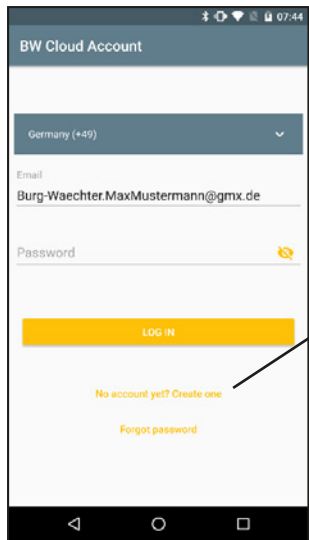 07:44
BW Cloud Account
Germany (+49)
Email
Burg-Waechter.MaxMustermann@gmx.de
Password
LOG IN
No account yet? Create one
Forgot password